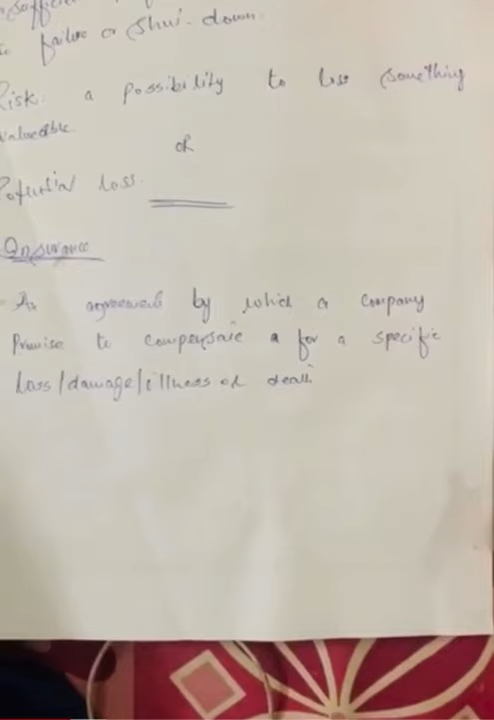 failure or shut down.
Risk: a possibility to lose something
valuable.
or
Potential loss.
Insurance
- An agreement by which a company
Promise to compensate a for a specific
Loss/damage/illness or death